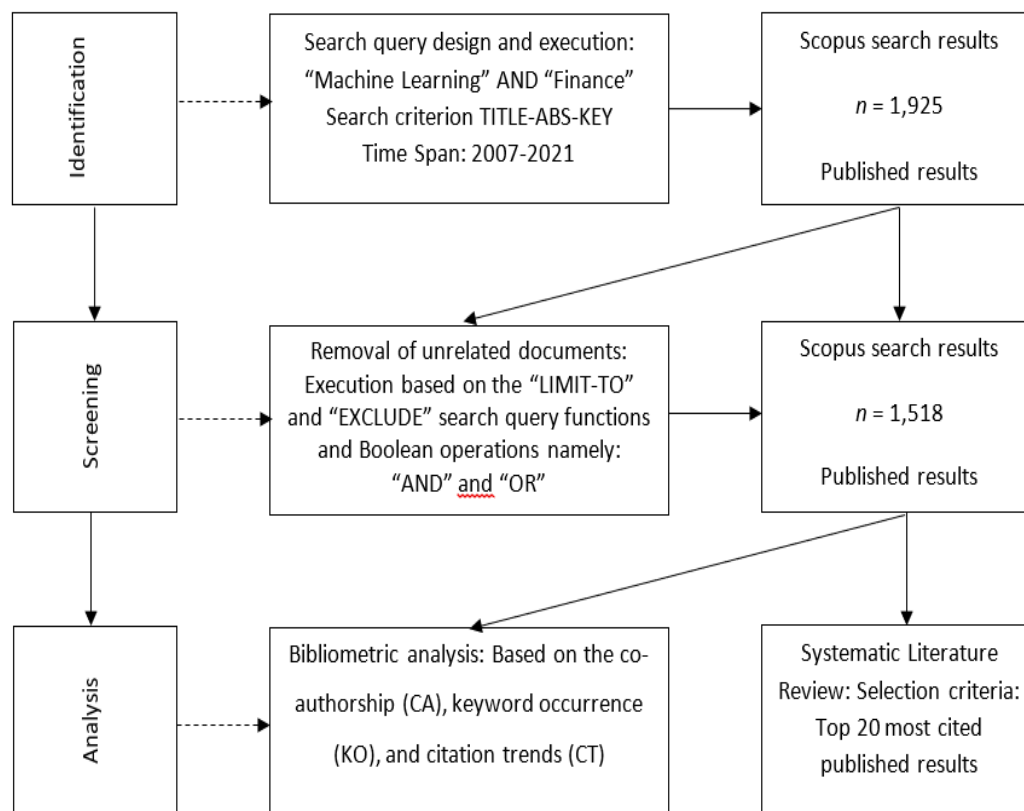 Identification
Search query design and execution:
“Machine Learning” AND “Finance”
Search criterion TITLE-ABS-KEY
Time Span: 2007-2021
Scopus search results
n = 1,925
Published results
Screening
Removal of unrelated documents:
Execution based on the “LIMIT-TO”
and “EXCLUDE” search query functions
and Boolean operations namely:
“AND” and “OR”
Scopus search results
n = 1,518
Published results
Analysis
Bibliometric analysis: Based on the co-
authorship (CA), keyword occurrence
(KO), and citation trends (CT)
Systematic Literature
Review: Selection criteria:
Top 20 most cited
published results